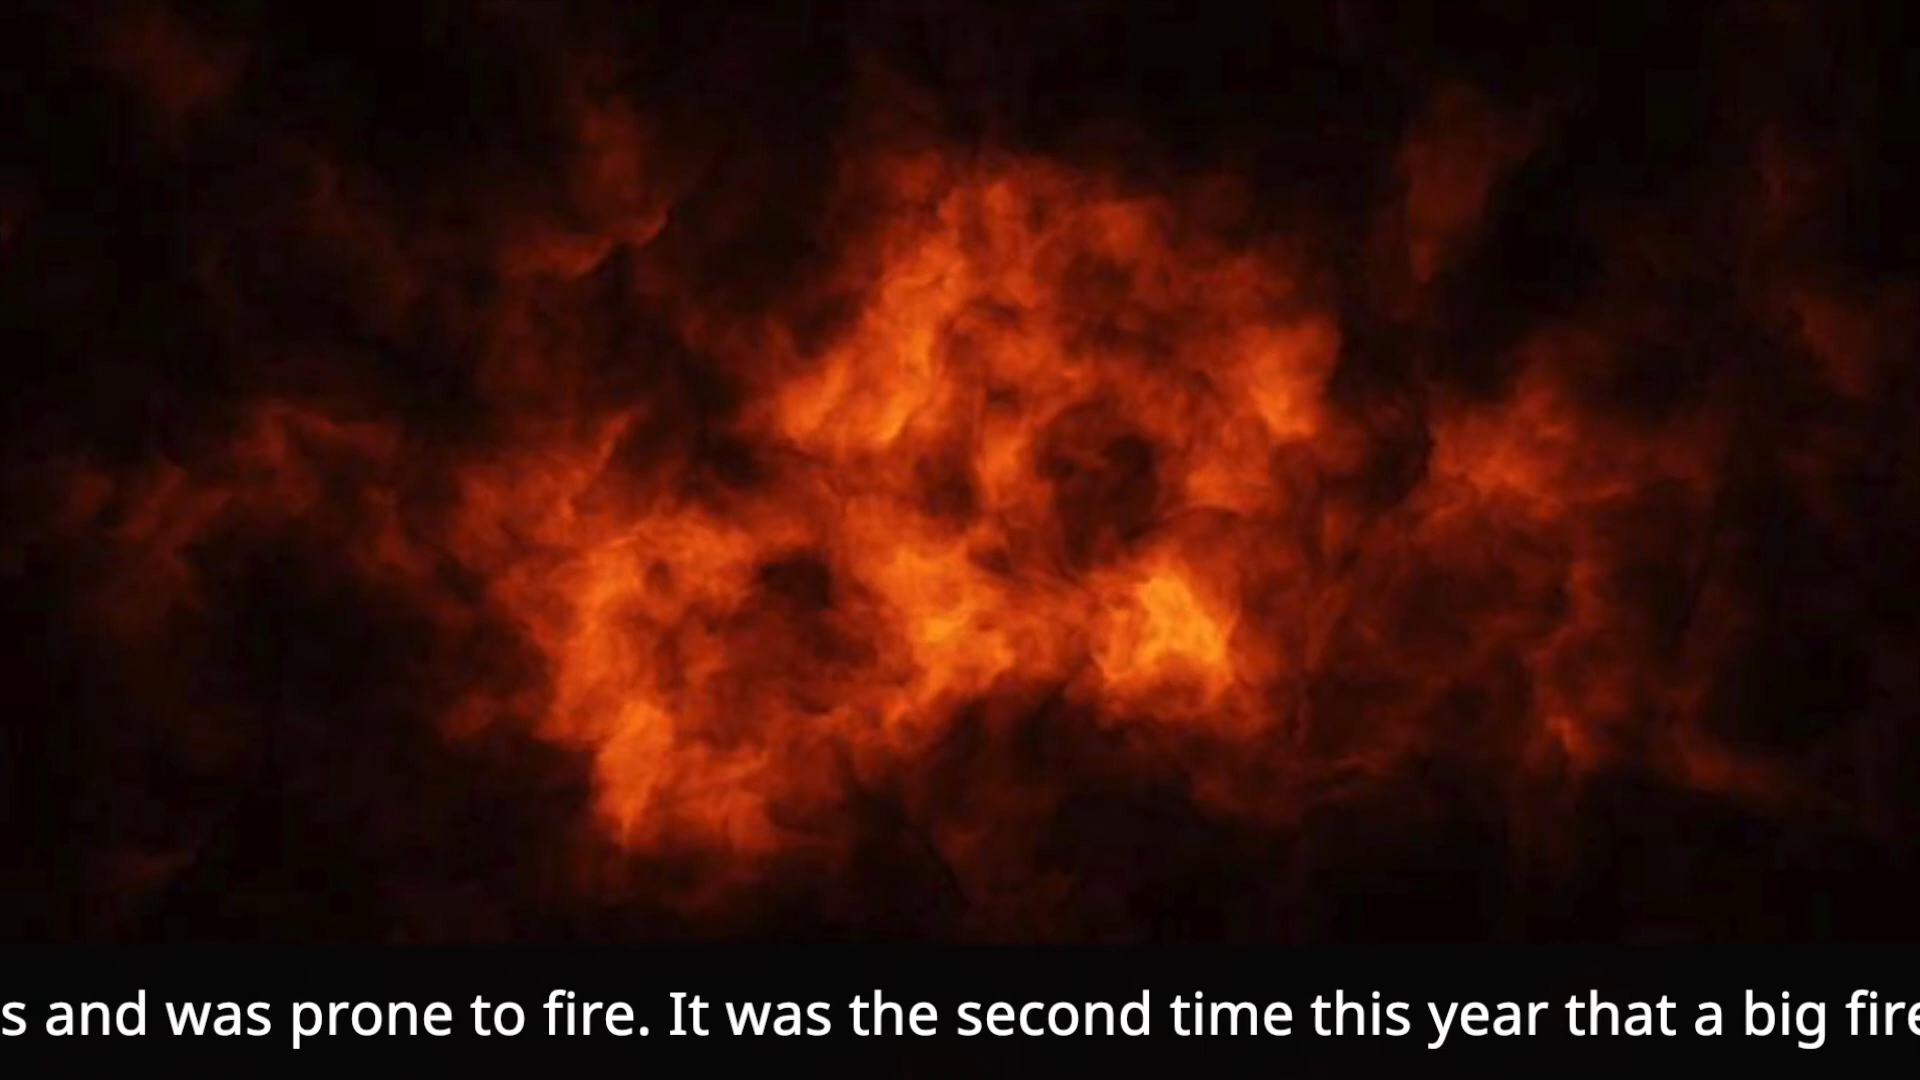 s and was prone to fire. It was the second time this year that a big fire